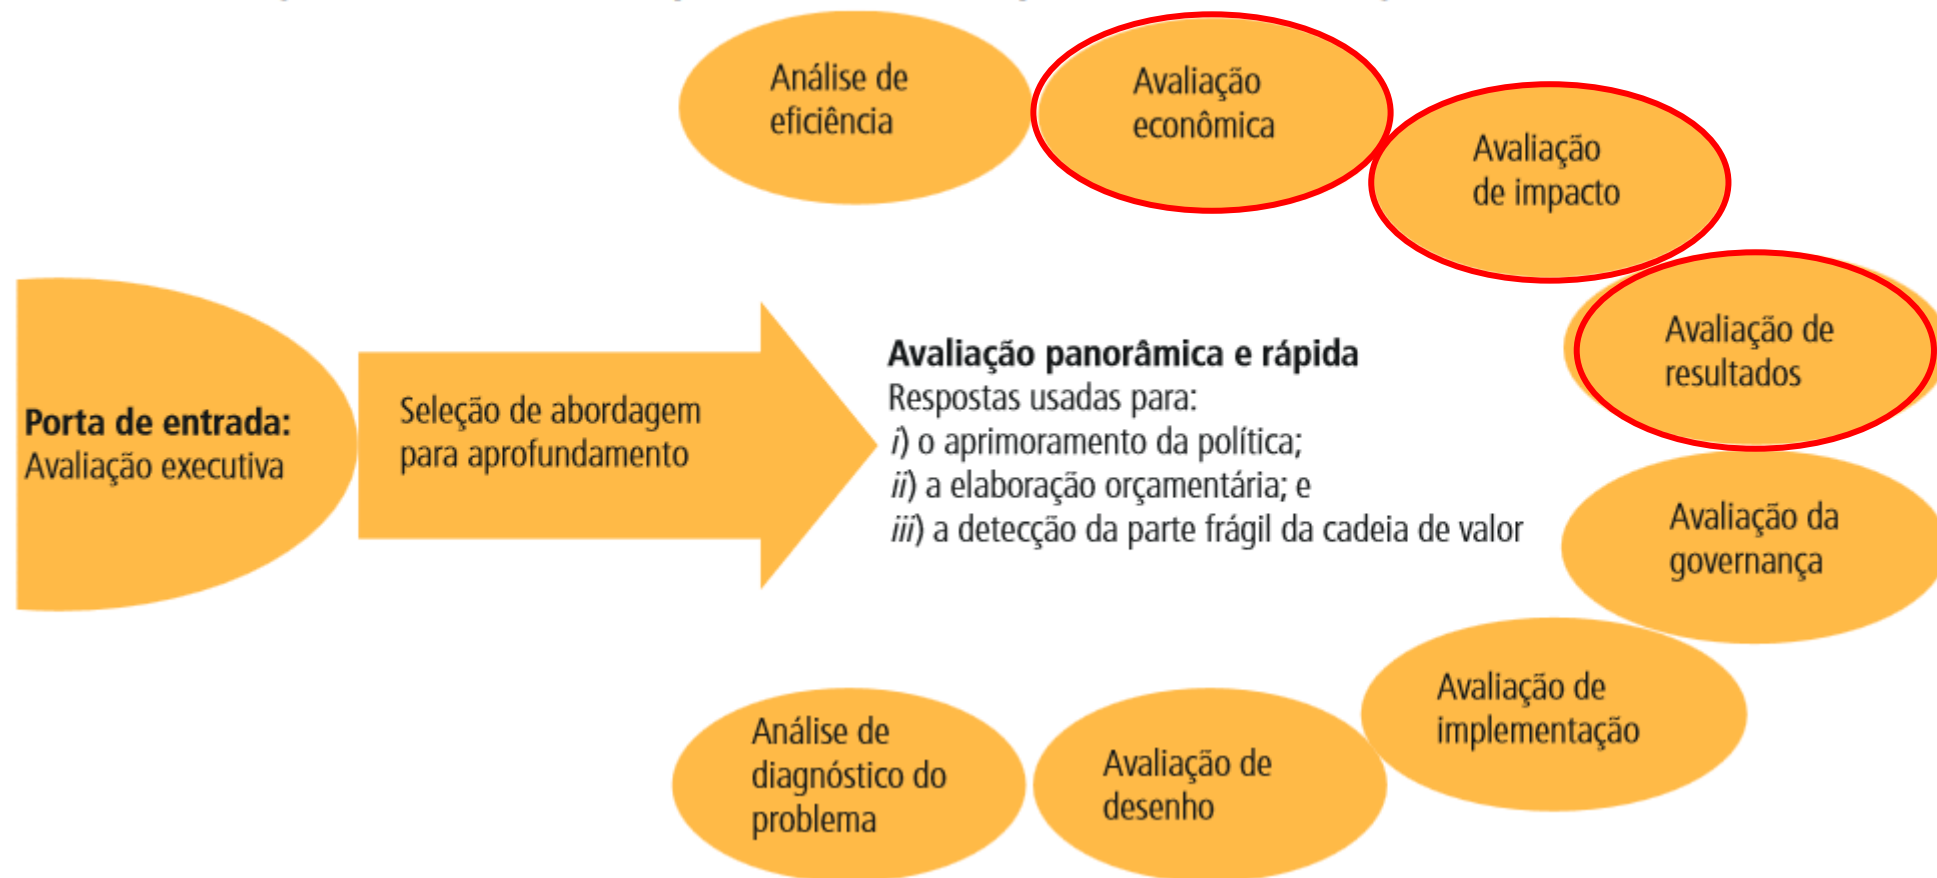 Análise de
eficiência
Avaliação
econômica
Avaliação
de impacto
Avaliação de
resultados
Porta de entrada:
Avaliação executiva
Seleção de abordagem
para aprofundamento
Avaliação panorâmica e rápida
Respostas usadas para:
i) o aprimoramento da política;
ii) a elaboração orçamentária; e
iii) a detecção da parte frágil da cadeia de valor
Avaliação da
governança
Avaliação de
implementação
Avaliação de
desenho
Análise de
diagnóstico do
problema